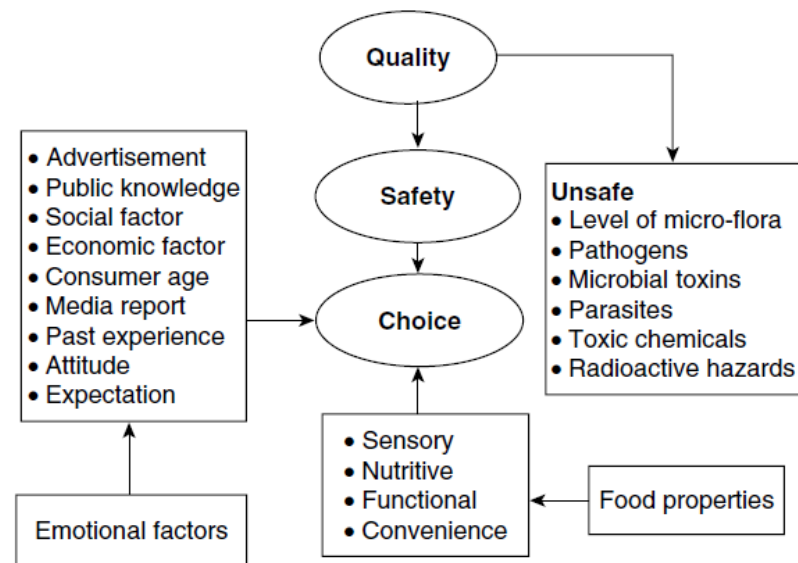 Quality
Safety
Choice
• Advertisement
• Public knowledge
• Social factor
• Economic factor
• Consumer age
• Media report
• Past experience
• Attitude
• Expectation
Emotional factors
Unsafe
• Level of micro-flora
• Pathogens
• Microbial toxins
• Parasites
• Toxic chemicals
• Radioactive hazards
• Sensory
• Nutritive
• Functional
• Convenience
Food properties